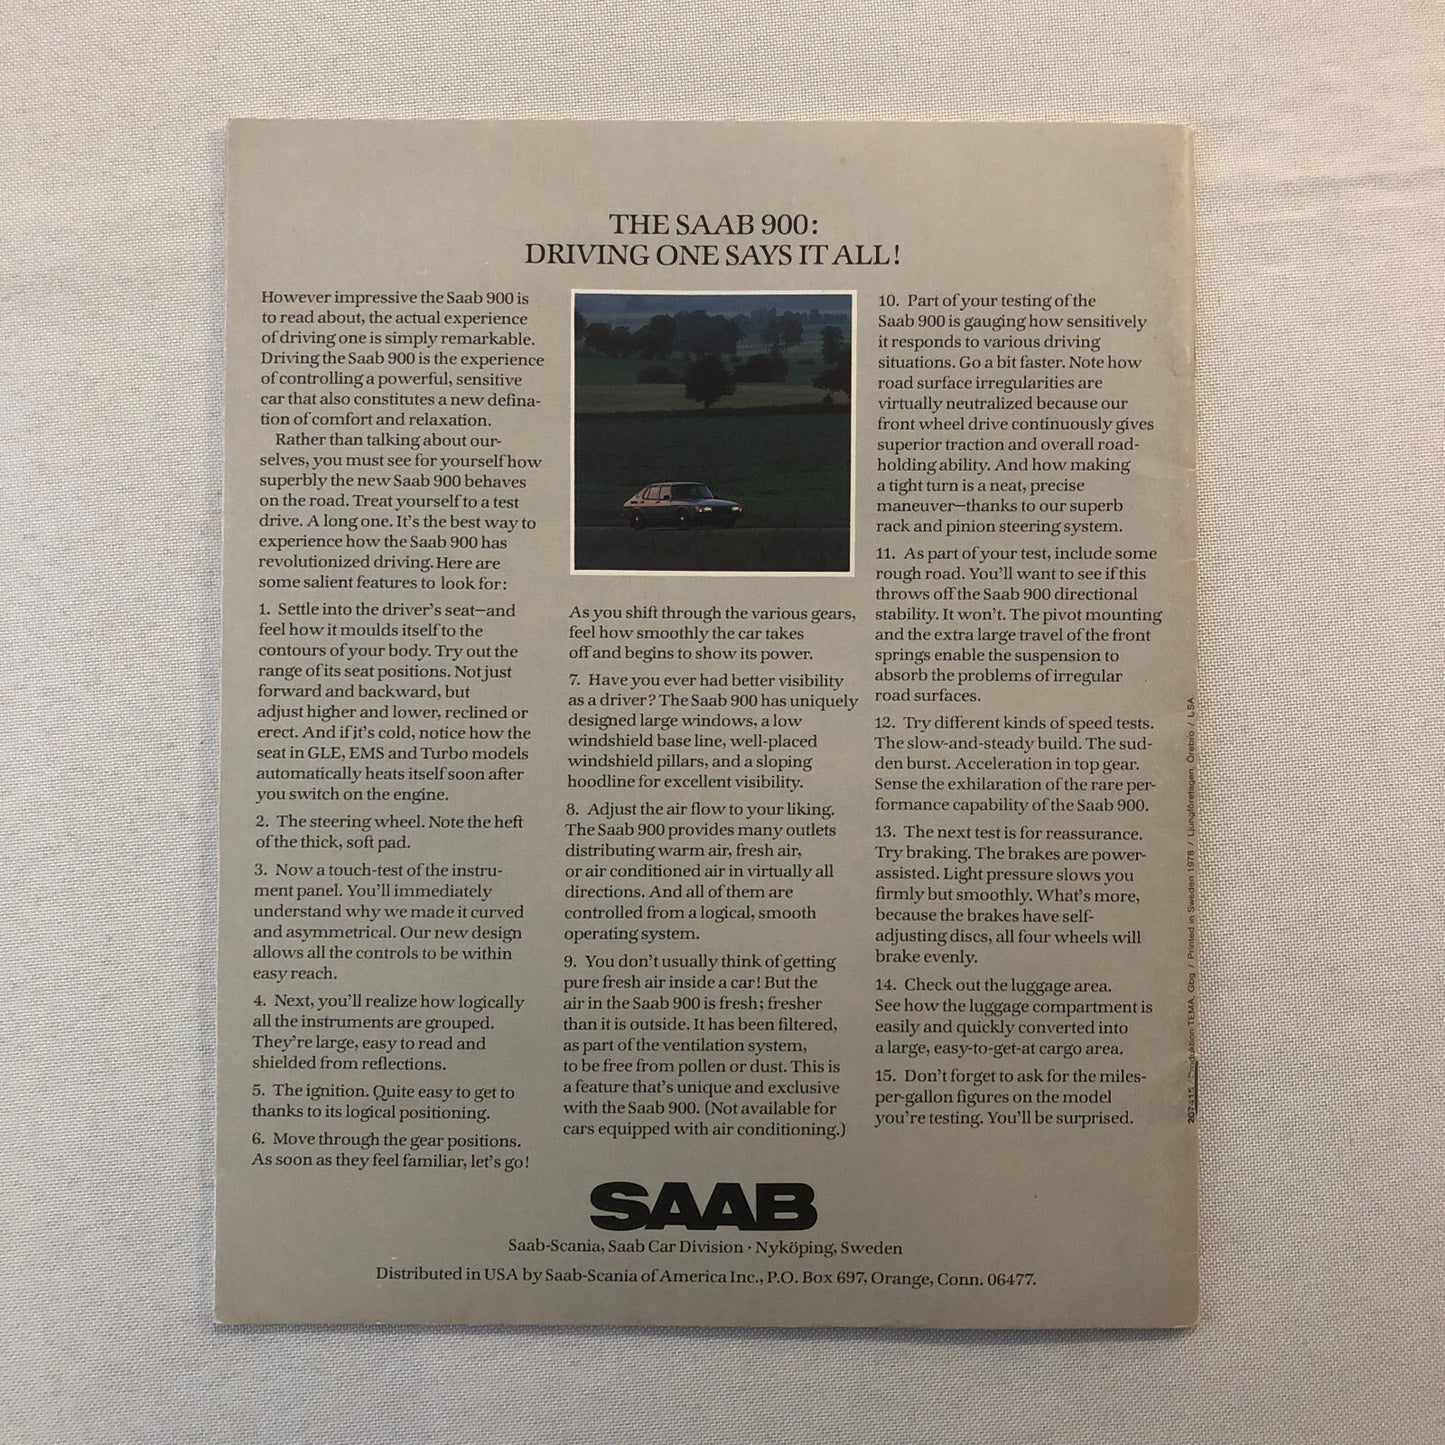 THE SAAB 900:
DRIVING ONE SAYS IT ALL!
However impressive the Saab 900 is
to read about, the actual experience
of driving one is simply remarkable.
Driving the Saab 900 is the experience
of controlling a powerful, sensitive
car that also constitutes a new defina-
tion of comfort and relaxation.
Rather than talking about our-
selves, you must see for yourself how
superbly the new Saab 900 behaves
on the road. Treat yourself to a test
drive. A long one. It's the best way to
experience how the Saab 900 has
revolutionized driving. Here are
some salient features to look for:
1. Settle into the driver's seat—and
feel how it moulds itself to the
contours of your body. Try out the
range of its seat positions. Not just
forward and backward, but
adjust higher and lower, reclined or
erect. And if it's cold, notice how the
seat in GLE, EMS and Turbo models
automatically heats itself soon after
you switch on the engine.
2. The steering wheel. Note the heft
of the thick, soft pad.
3. Now a touch-test of the instru-
ment panel. You'll immediately
understand why we made it curved
and asymmetrical. Our new design
allows all the controls to be within
easy reach.
4. Next, you'll realize how logically
all the instruments are grouped.
They're large, easy to read and
shielded from reflections.
5. The ignition. Quite easy to get to
thanks to its logical positioning.
6. Move through the gear positions.
As soon as they feel familiar, let's go!
As you shift through the various gears,
feel how smoothly the car takes
off and begins to show its power.
7. Have you ever had better visibility
as a driver? The Saab 900 has uniquely
designed large windows, a low
windshield base line, well-placed
windshield pillars, and a sloping
hoodline for excellent visibility.
8. Adjust the air flow to your liking.
The Saab 900 provides many outlets
distributing warm air, fresh air,
or air conditioned air in virtually all
directions. And all of them are
controlled from a logical, smooth
operating system.
9. You don't usually think of getting
pure fresh air inside a car! But the
air in the Saab 900 is fresh; fresher
than it is outside. It has been filtered,
as part of the ventilation system,
to be free from pollen or dust. This is
a feature that's unique and exclusive
with the Saab 900. (Not available for
cars equipped with air conditioning.)
10. Part of your testing of the
Saab 900 is gauging how sensitively
it responds to various driving
situations. Go a bit faster. Note how
road surface irregularities are
virtually neutralized because our
front wheel drive continuously gives
superior traction and overall road-
holding ability. And how making
a tight turn is a neat, precise
maneuver—thanks to our superb
rack and pinion steering system.
11. As part of your test, include some
rough road. You'll want to see if this
throws off the Saab 900 directional
stability. It won't. The pivot mounting
and the extra large travel of the front
springs enable the suspension to
absorb the problems of irregular
road surfaces.
12. Try different kinds of speed tests.
The slow-and-steady build. The sud-
den burst. Acceleration in top gear.
Sense the exhilaration of the rare per-
formance capability of the Saab 900.
13. The next test is for reassurance.
Try braking. The brakes are power-
assisted. Light pressure slows you
firmly but smoothly. What's more,
because the brakes have self-
adjusting discs, all four wheels will
brake evenly.
14. Check out the luggage area.
See how the luggage compartment is
easily and quickly converted into
a large, easy-to-get-at cargo area.
15. Don't forget to ask for the miles-
per-gallon figures on the model
you're testing. You'll be surprised.
Produktion TEMA, Gbg / Printed in Sweden 1978 / Ljungföretagen, Örebro / USA
SAAB
Saab-Scania, Saab Car Division · Nyköping, Sweden
Distributed in USA by Saab-Scania of America Inc., P.O. Box 697, Orange, Conn. 06477.